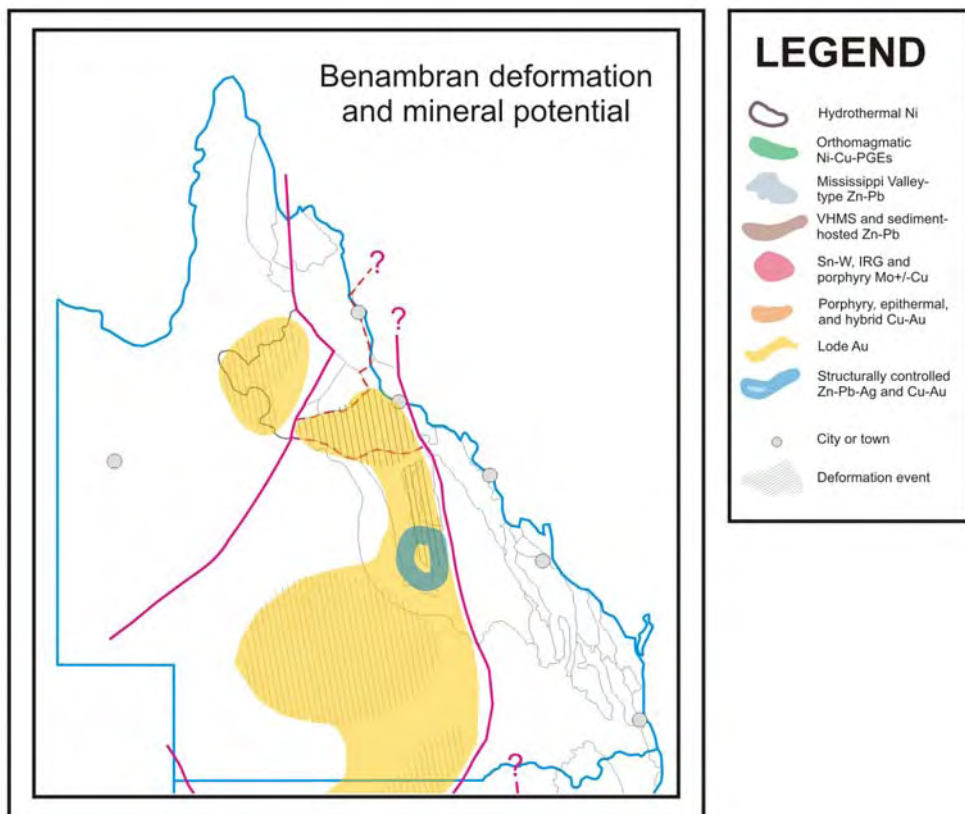 Benambran deformation
and mineral potential
?
?
?
LEGEND
Hydrothermal Ni
Orthomagmatic
Ni-Cu-PGEs
Mississippi Valley-
type Zn-Pb
VHMS and sediment-
hosted Zn-Pb
Sn-W, IRG and
porphyry Mo+/-Cu
Porphyry, epithermal,
and hybrid Cu-Au
Lode Au
Structurally controlled
Zn-Pb-Ag and Cu-Au
City or town
Deformation event